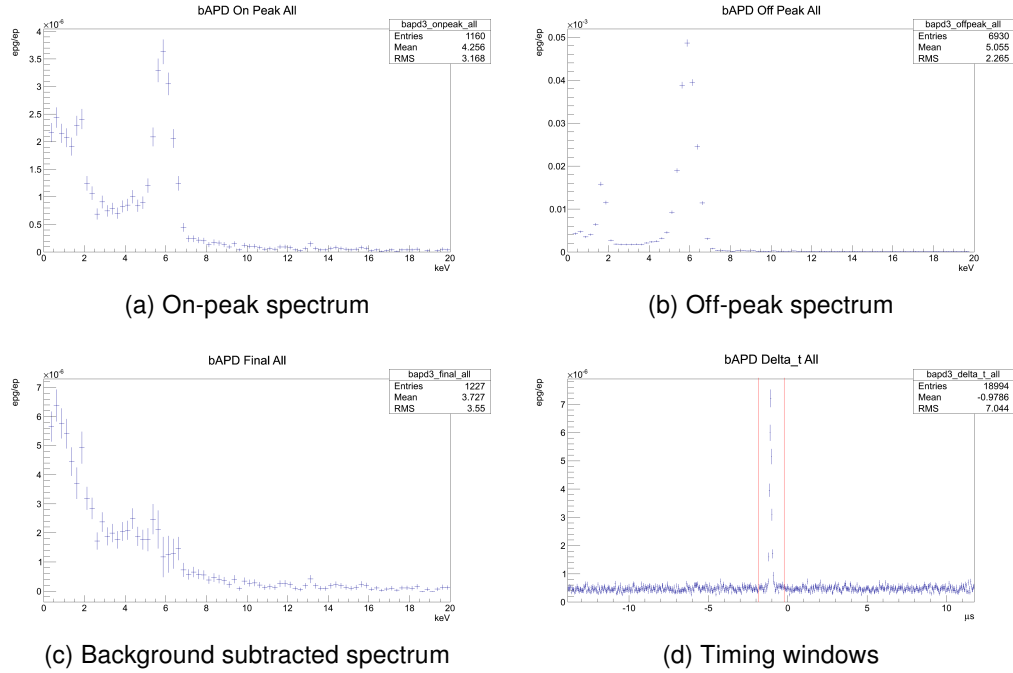 bAPD On Peak All
×10⁻⁶
epg/ep
bapd3_onpeak_all
Entries 1160
Mean 4.256
RMS 3.168
4
3.5
3
2.5
2
1.5
1
0.5
0
0 2 4 6 8 10 12 14 16 18 20
keV
(a) On-peak spectrum
bAPD Off Peak All
epg/ep
bapd3_offpeak_all
Entries 6930
Mean 5.055
RMS 2.265
0.05
0.04
0.03
0.02
0.01
0
0 2 4 6 8 10 12 14 16 18 20
keV
(b) Off-peak spectrum
bAPD Final All
×10⁻⁶
epg/ep
bapd3_final_all
Entries 1227
Mean 3.727
RMS 3.55
7
6
5
4
3
2
1
0
0 2 4 6 8 10 12 14 16 18 20
keV
(c) Background subtracted spectrum
bAPD Delta_t All
×10⁻⁶
epg/ep
bapd3_delta_t_all
Entries 18994
Mean -0.9786
RMS 7.044
7
6
5
4
3
2
1
0
-10 -5 0 5 10
μs
(d) Timing windows